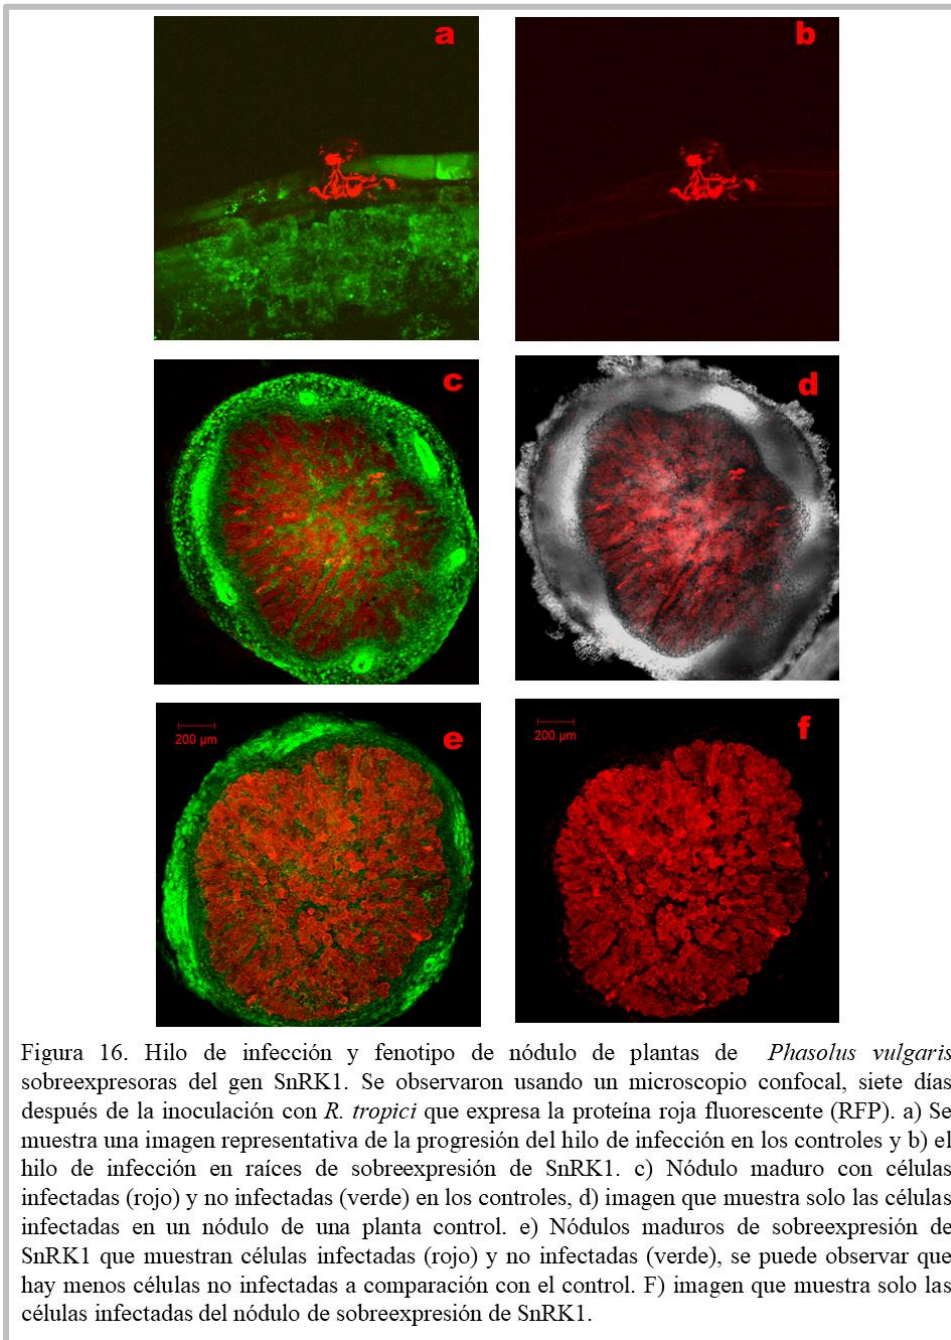 a
b
c
d
200 µm
e
200 µm
f
Figura 16. Hilo de infección y fenotipo de nódulo de plantas de Phasolus vulgaris
sobreexpresoras del gen SnRK1. Se observaron usando un microscopio confocal, siete días
después de la inoculación con R. tropici que expresa la proteína roja fluorescente (RFP). a) Se
muestra una imagen representativa de la progresión del hilo de infección en los controles y b) el
hilo de infección en raíces de sobreexpresión de SnRK1. c) Nódulo maduro con células
infectadas (rojo) y no infectadas (verde) en los controles, d) imagen que muestra solo las células
infectadas en un nódulo de una planta control. e) Nódulos maduros de sobreexpresión de
SnRK1 que muestran células infectadas (rojo) y no infectadas (verde), se puede observar que
hay menos células no infectadas a comparación con el control. F) imagen que muestra solo las
células infectadas del nódulo de sobreexpresión de SnRK1.